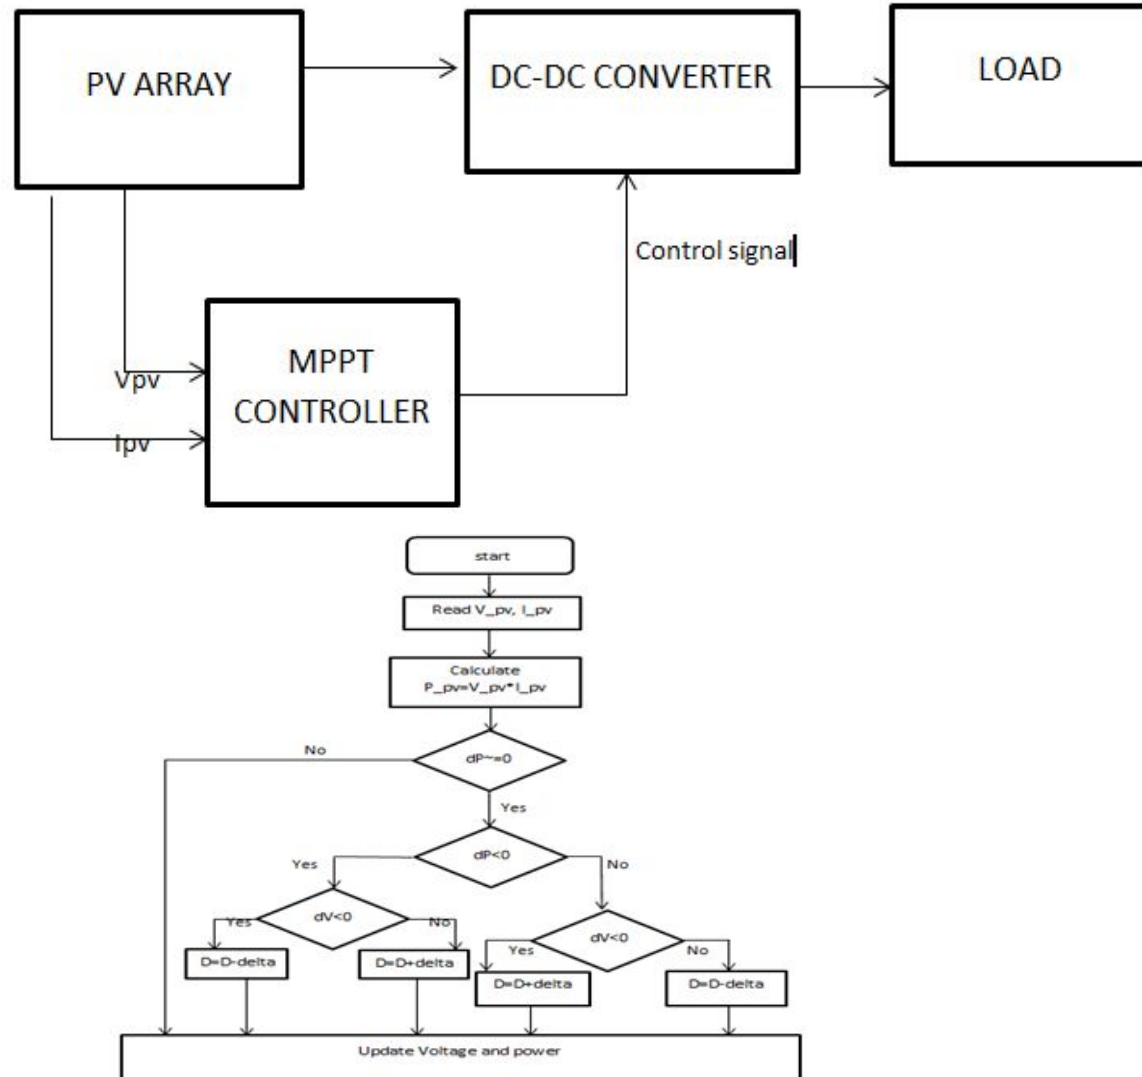 PV ARRAY
DC-DC CONVERTER
LOAD
Control signal
MPPT
CONTROLLER
Vpv
Ipv
start
Read V_pv, I_pv
Calculate
P_pv=V_pv*I_pv
No
dP~=0
Yes
dP<0
Yes
No
dV<0
Yes
No
dV<0
Yes
No
D=D-delta
D=D+delta
D=D+delta
D=D-delta
Update Voltage and power